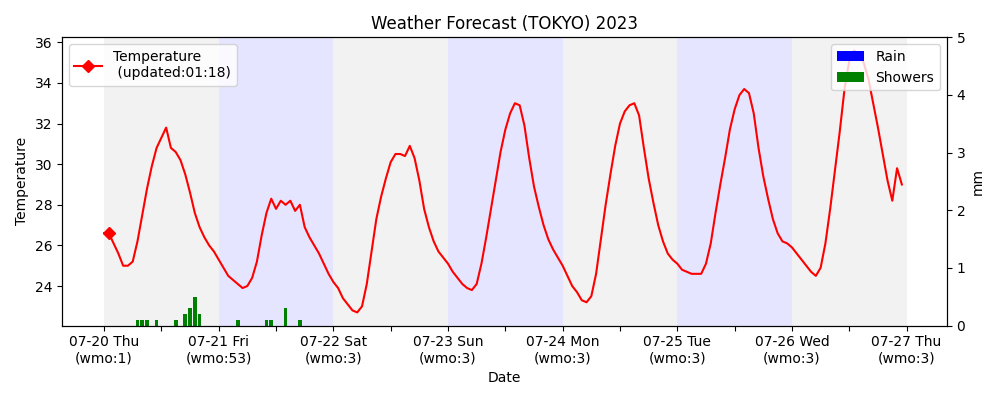 Weather Forecast (TOKYO) 2023
Temperature
(updated:01:18)
Rain
Showers
36
34
32
30
28
26
24
Temperature
5
4
3
2
1
0
mm
07-20 Thu
(wmo:1)
07-21 Fri
(wmo:53)
07-22 Sat
(wmo:3)
07-23 Sun
(wmo:3)
07-24 Mon
(wmo:3)
07-25 Tue
(wmo:3)
07-26 Wed
(wmo:3)
07-27 Thu
(wmo:3)
Date